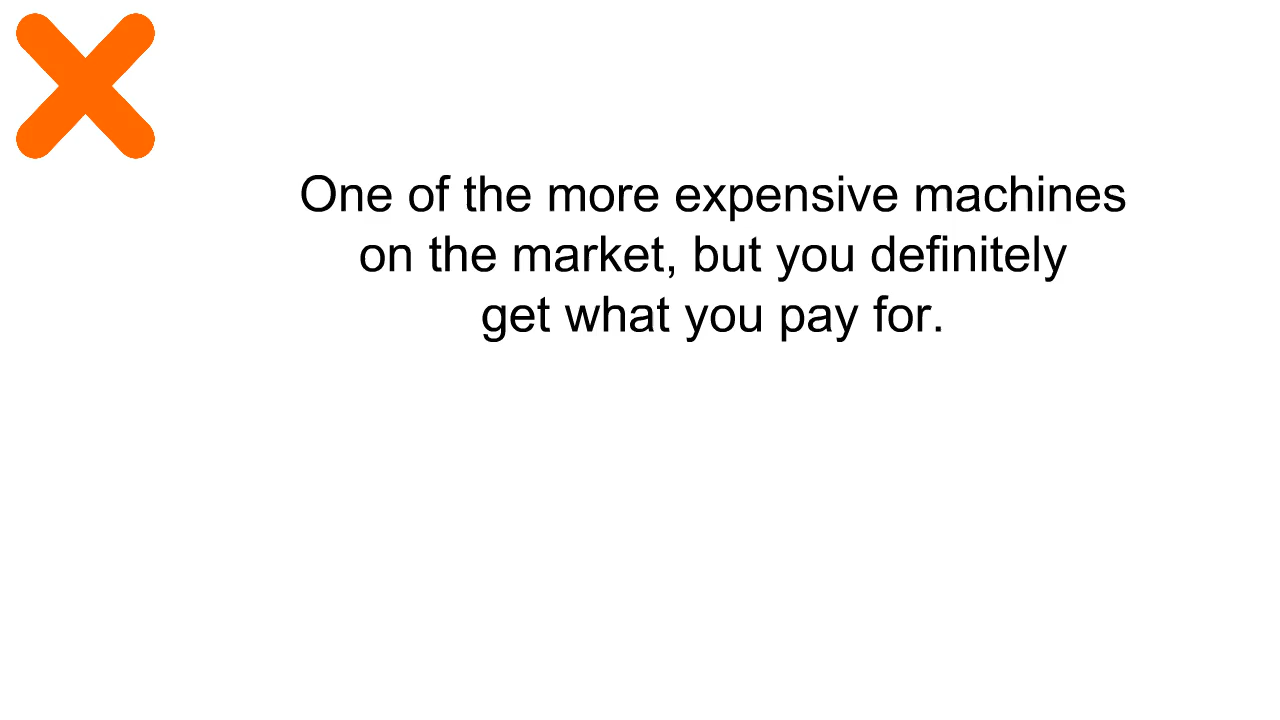 One of the more expensive machines
on the market, but you definitely
get what you pay for.